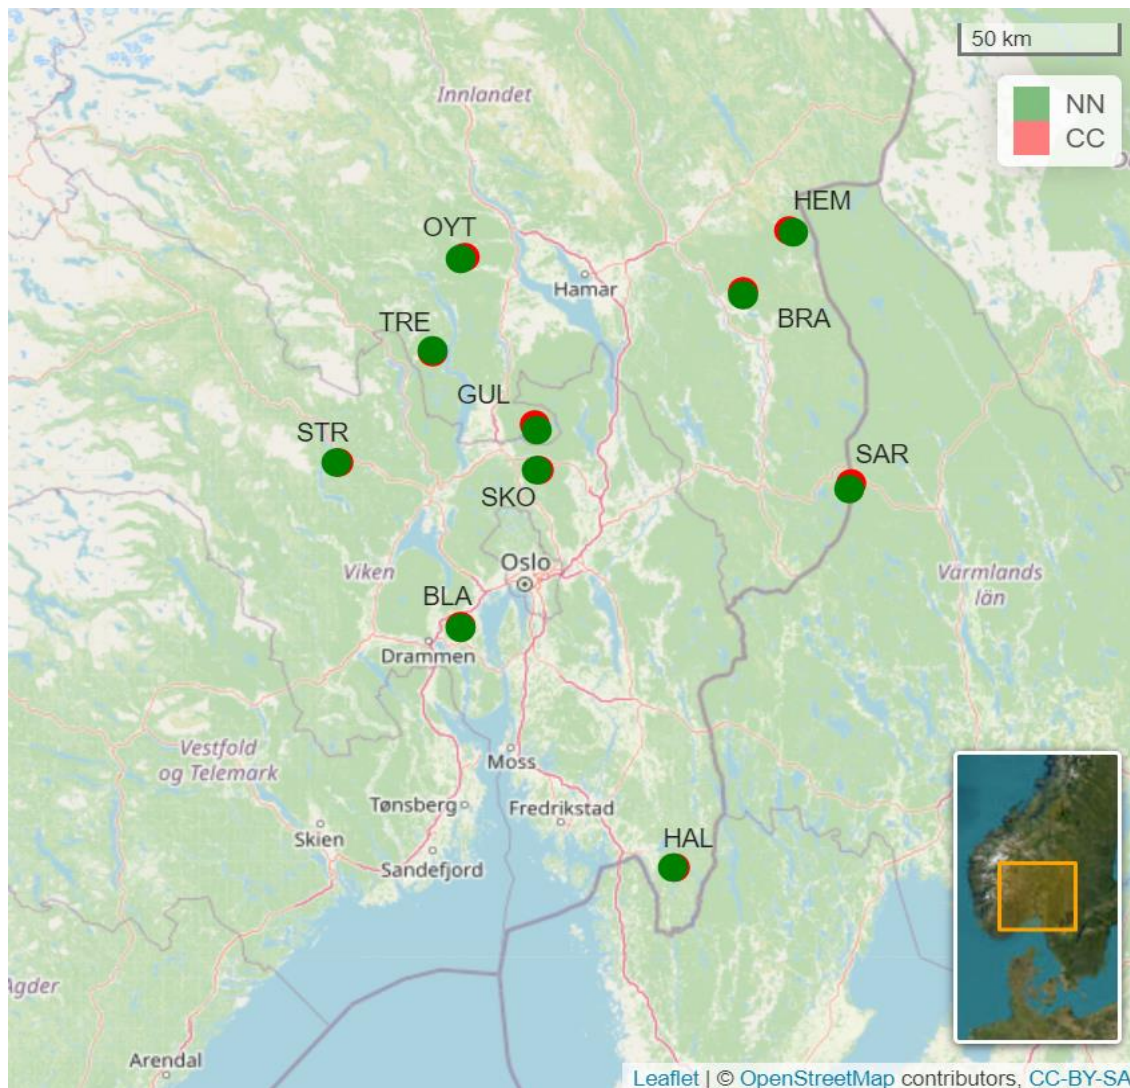 50 km
NN
CC
Innlandet
HEM
OYT
Hamar
BRA
TRE
GUL
STR
SAR
SKO
Oslo
Viken
Värmlands
län
BLA
Drammen
Vestfold
og Telemark
Moss
Tønsberg
Fredrikstad
Skien
HAL
Sandefjord
Agder
Arendal
Leaflet | © OpenStreetMap contributors, CC-BY-SA